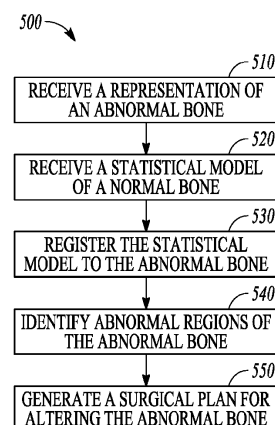 500
510
RECEIVE A REPRESENTATION OF
AN ABNORMAL BONE
520
RECEIVE A STATISTICAL MODEL
OF A NORMAL BONE
530
REGISTER THE STATISTICAL
MODEL TO THE ABNORMAL BONE
540
IDENTIFY ABNORMAL REGIONS OF
THE ABNORMAL BONE
550
GENERATE A SURGICAL PLAN FOR
ALTERING THE ABNORMAL BONE